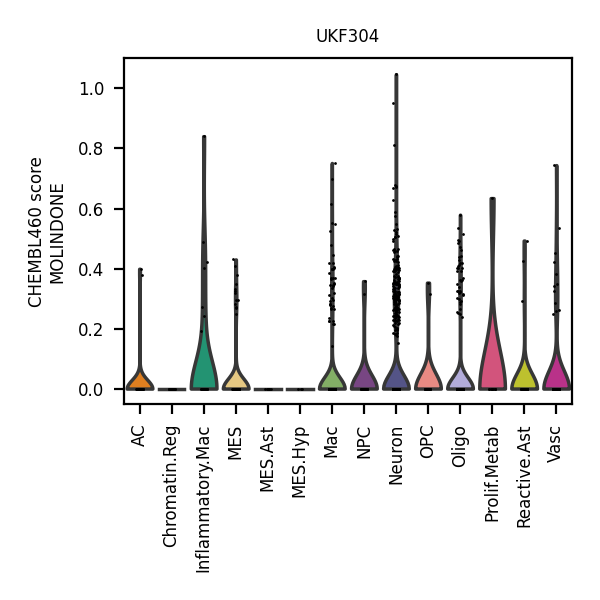 UKF304
CHEMBL460 score
MOLINDONE
1.0
0.8
0.6
0.4
0.2
0.0
AC
Chromatin.Reg
Inflammatory.Mac
MES
MES.Ast
MES.Hyp
Mac
NPC
Neuron
OPC
Oligo
Prolif.Metab
Reactive.Ast
Vasc